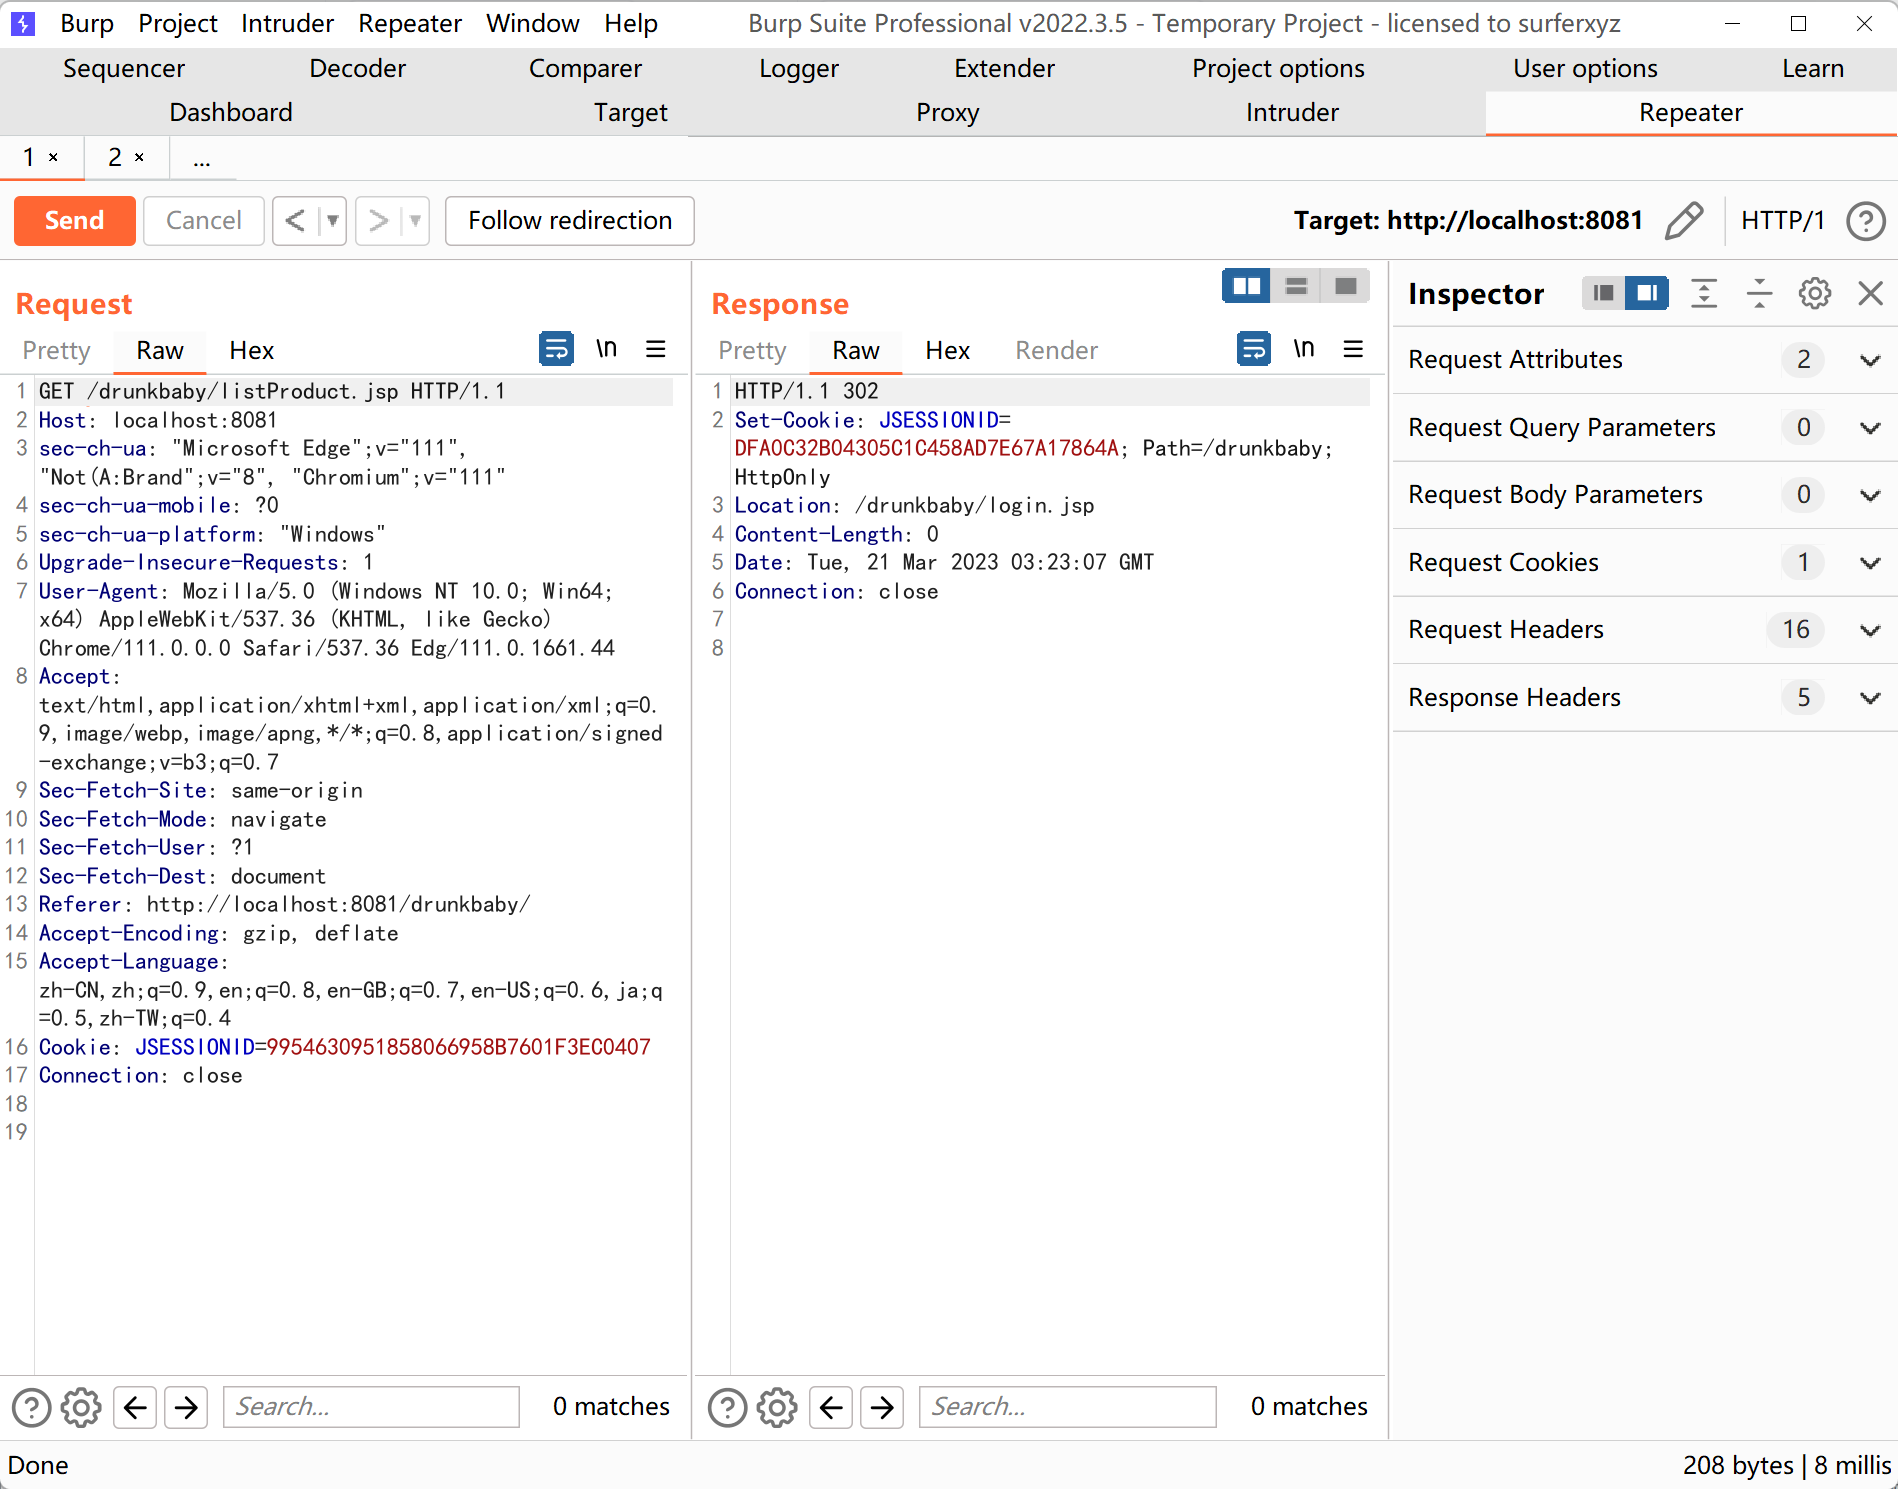 Burp Project Intruder Repeater Window Help Burp Suite Professional v2022.3.5 - Temporary Project - licensed to surferxyz
Sequencer Decoder Comparer Logger Extender Project options User options Learn
Dashboard Target Proxy Intruder Repeater
1 × 2 × ...
Send Cancel < > Follow redirection Target: http://localhost:8081 HTTP/1 ?
Request
Pretty Raw Hex \n
1 GET /drunkbaby/listProduct.jsp HTTP/1.1
2 Host: localhost:8081
3 sec-ch-ua: "Microsoft Edge";v="111",
"Not(A:Brand";v="8", "Chromium";v="111"
4 sec-ch-ua-mobile: ?0
5 sec-ch-ua-platform: "Windows"
6 Upgrade-Insecure-Requests: 1
7 User-Agent: Mozilla/5.0 (Windows NT 10.0; Win64;
x64) AppleWebKit/537.36 (KHTML, like Gecko)
Chrome/111.0.0.0 Safari/537.36 Edg/111.0.1661.44
8 Accept:
text/html,application/xhtml+xml,application/xml;q=0.
9,image/webp,image/apng,*/*;q=0.8,application/signed
-exchange;v=b3;q=0.7
9 Sec-Fetch-Site: same-origin
10 Sec-Fetch-Mode: navigate
11 Sec-Fetch-User: ?1
12 Sec-Fetch-Dest: document
13 Referer: http://localhost:8081/drunkbaby/
14 Accept-Encoding: gzip, deflate
15 Accept-Language:
zh-CN,zh;q=0.9,en;q=0.8,en-GB;q=0.7,en-US;q=0.6,ja;q
=0.5,zh-TW;q=0.4
16 Cookie: JSESSIONID=9954630951858066958B7601F3EC0407
17 Connection: close
18
19
? Search... 0 matches
Response
Pretty Raw Hex Render \n
1 HTTP/1.1 302
2 Set-Cookie: JSESSIONID=
DFA0C32B04305C1C458AD7E67A17864A; Path=/drunkbaby;
HttpOnly
3 Location: /drunkbaby/login.jsp
4 Content-Length: 0
5 Date: Tue, 21 Mar 2023 03:23:07 GMT
6 Connection: close
7
8
? Search... 0 matches
Inspector
Request Attributes 2
Request Query Parameters 0
Request Body Parameters 0
Request Cookies 1
Request Headers 16
Response Headers 5
Done 208 bytes | 8 millis